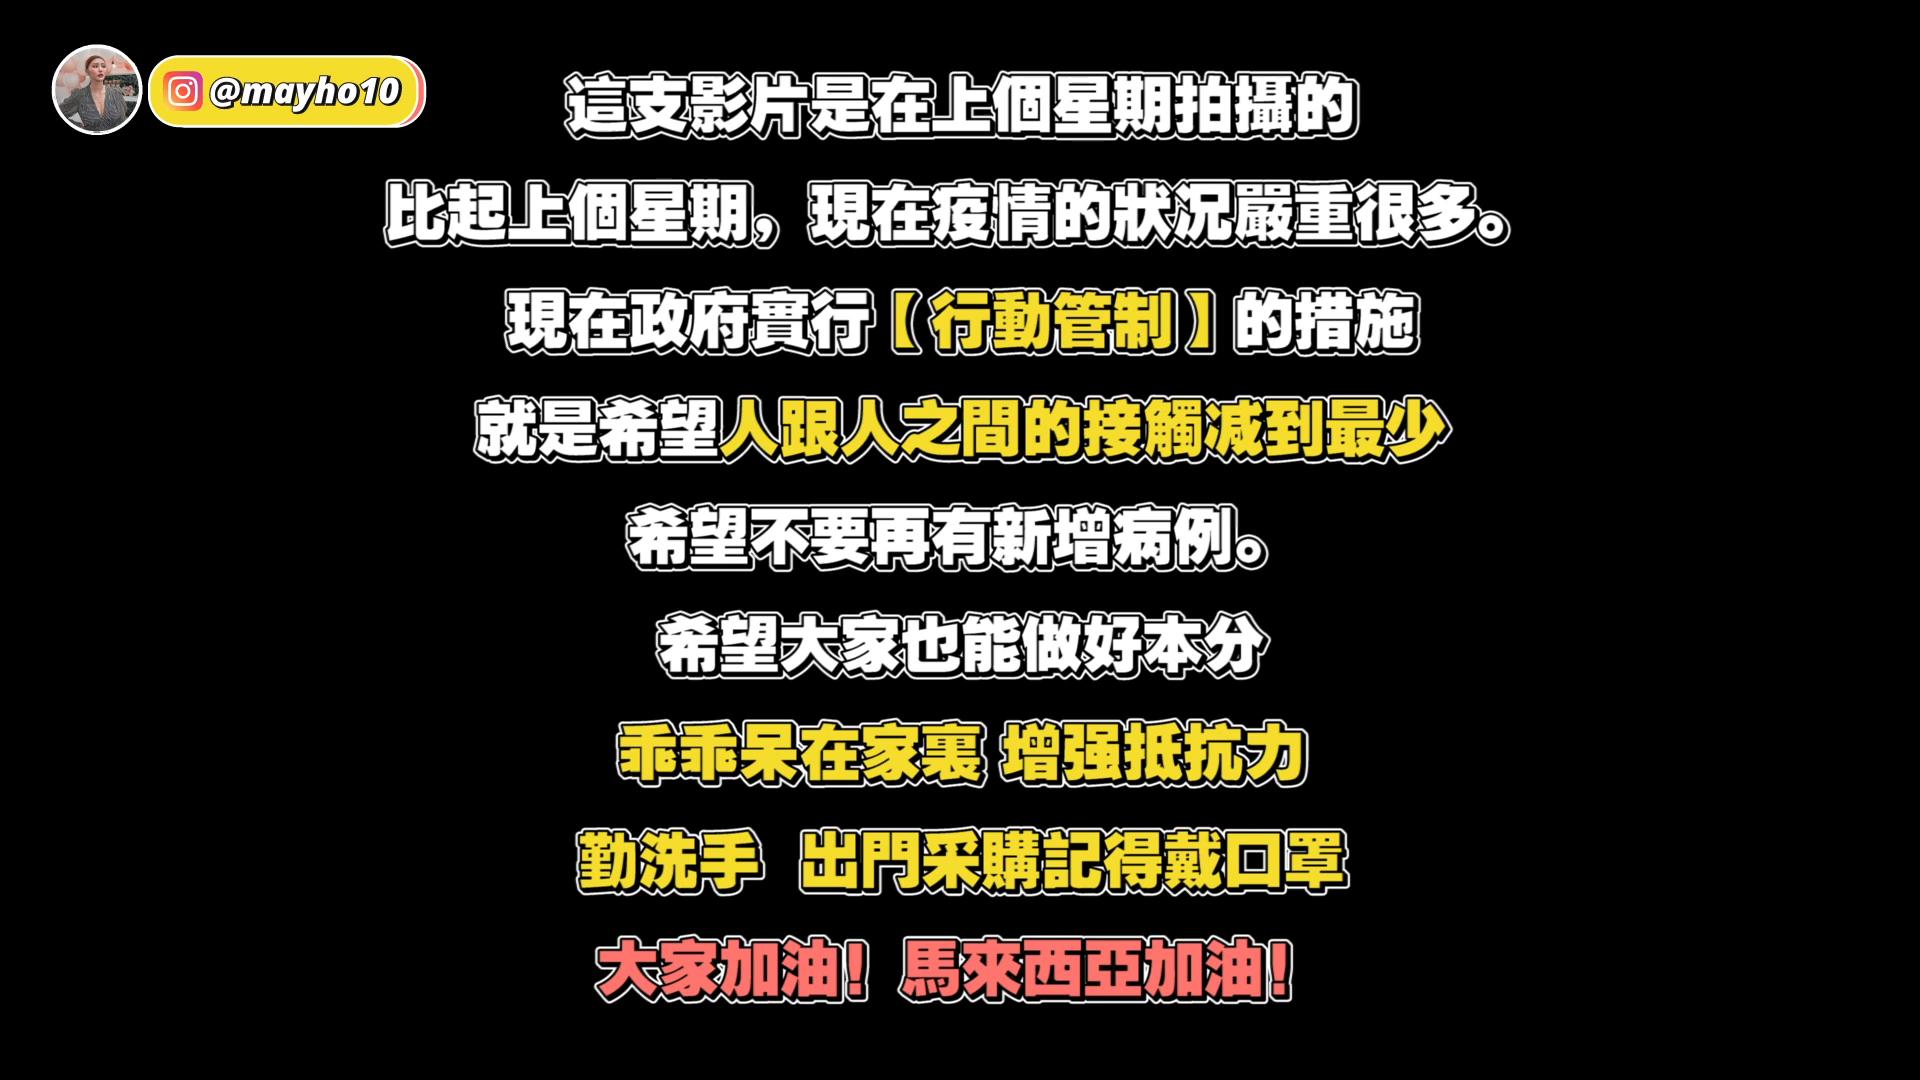 @mayho10
這支影片是在上個星期拍攝的
比起上個星期，現在疫情的狀況嚴重很多。
現在政府實行【行動管制】的措施
就是希望人跟人之間的接觸减到最少
希望不要再有新增病例。
希望大家也能做好本分
乖乖呆在家裏 增强抵抗力
勤洗手 出門采購記得戴口罩
大家加油！馬來西亞加油！